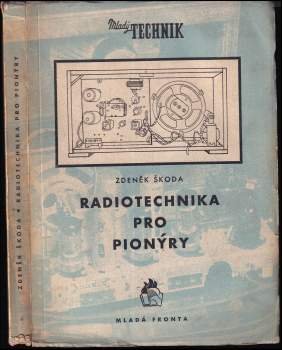 Mladý TECHNIK
ZDENĚK ŠKODA
RADIOTECHNIKA
PRO
PIONÝRY
MLADÁ FRONTA
ZDENĚK ŠKODA • RADIOTECHNIKA PRO PIONÝRY